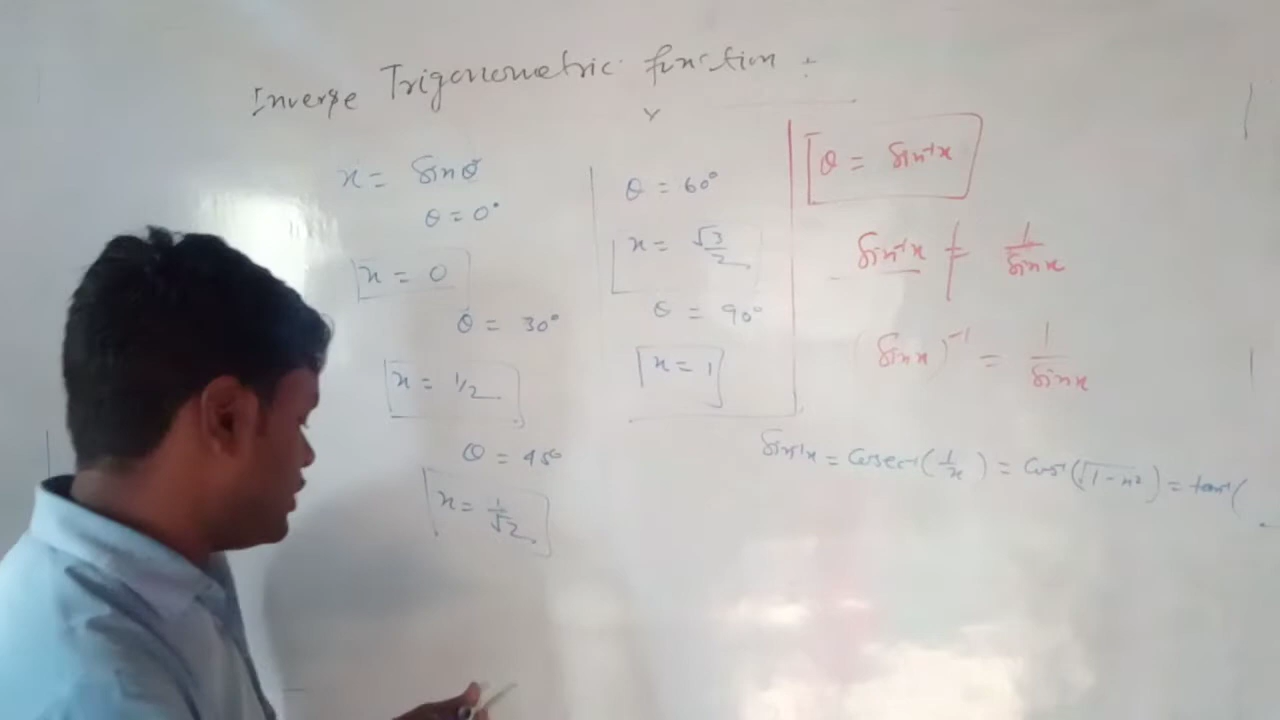 Inverse Trigonometric function :
x = Sinθ
θ = 0°
x = 0
θ = 30°
x = 1/2
θ = 45°
x = 1/√2
θ = 60°
x = √3/2
θ = 90°
x = 1
θ = Sin⁻¹x
Sin⁻¹x ≠ 1/Sinx
(Sinx)⁻¹ = 1/Sinx
Sin⁻¹x = Cosec⁻¹(1/x) = Cos⁻¹(√1-x²) = tan⁻¹(